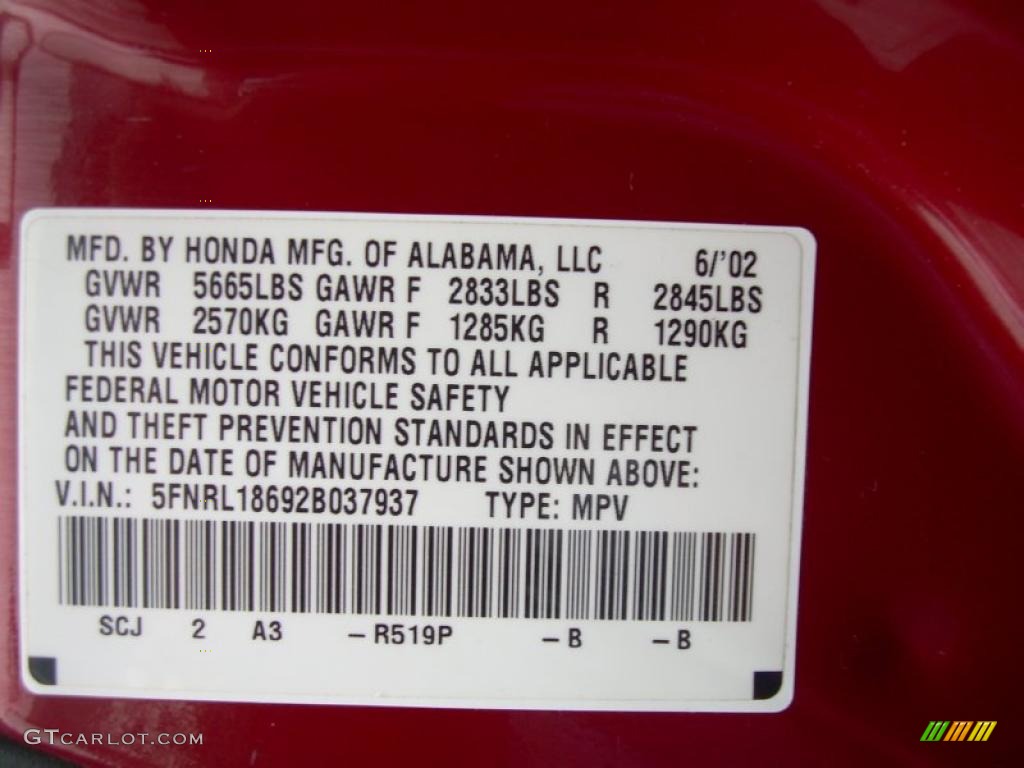 MFD. BY HONDA MFG. OF ALABAMA, LLC 6/'02
GVWR 5665LBS GAWR F 2833LBS R 2845LBS
GVWR 2570KG GAWR F 1285KG R 1290KG
THIS VEHICLE CONFORMS TO ALL APPLICABLE
FEDERAL MOTOR VEHICLE SAFETY
AND THEFT PREVENTION STANDARDS IN EFFECT
ON THE DATE OF MANUFACTURE SHOWN ABOVE:
V.I.N.: 5FNRL18692B037937 TYPE: MPV
SCJ 2 A3 –R519P –B –B
GTCARLOT.COM